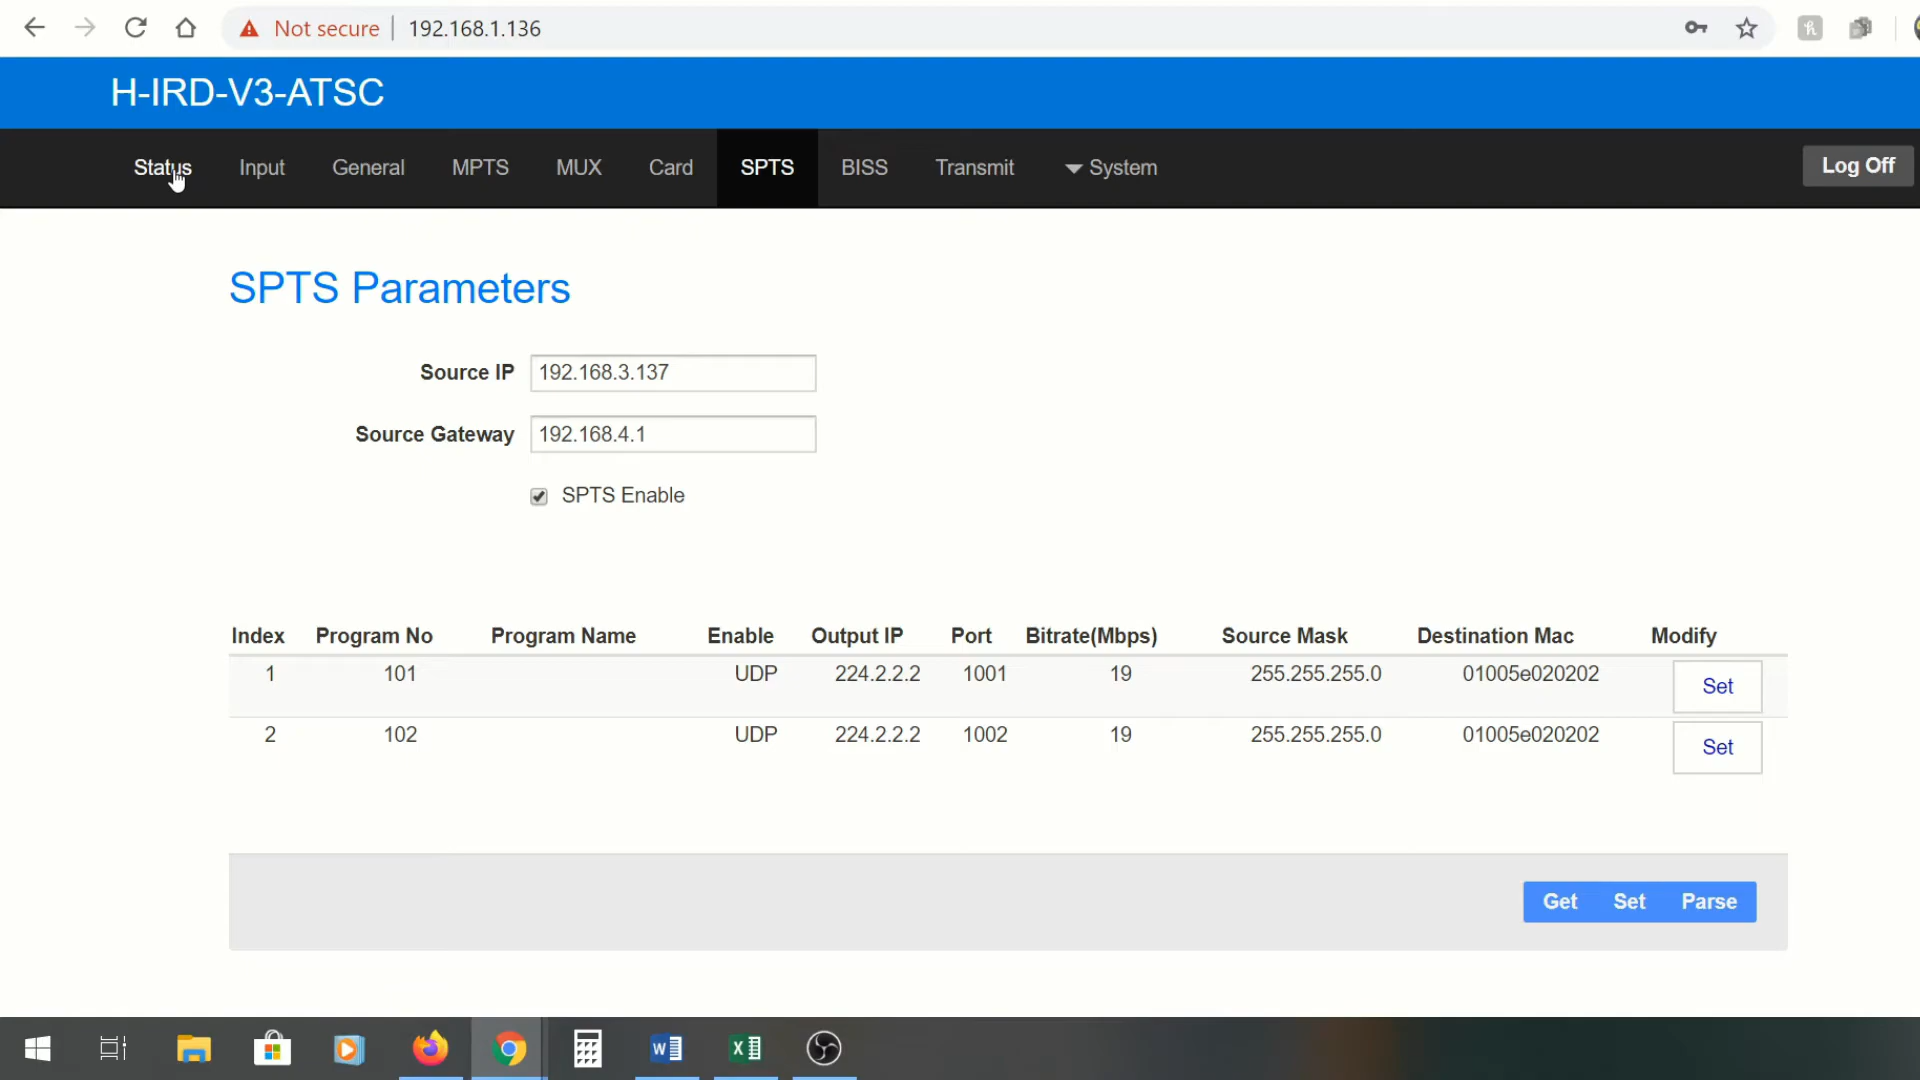 Not secure 192.168.1.136
H-IRD-V3-ATSC
Status Input General MPTS MUX Card SPTS BISS Transmit System Log Off
SPTS Parameters
Source IP 192.168.3.137
Source Gateway 192.168.4.1
SPTS Enable
Index Program No Program Name Enable Output IP Port Bitrate(Mbps) Source Mask Destination Mac Modify
1 101 UDP 224.2.2.2 1001 19 255.255.255.0 01005e020202 Set
2 102 UDP 224.2.2.2 1002 19 255.255.255.0 01005e020202 Set
Get Set Parse